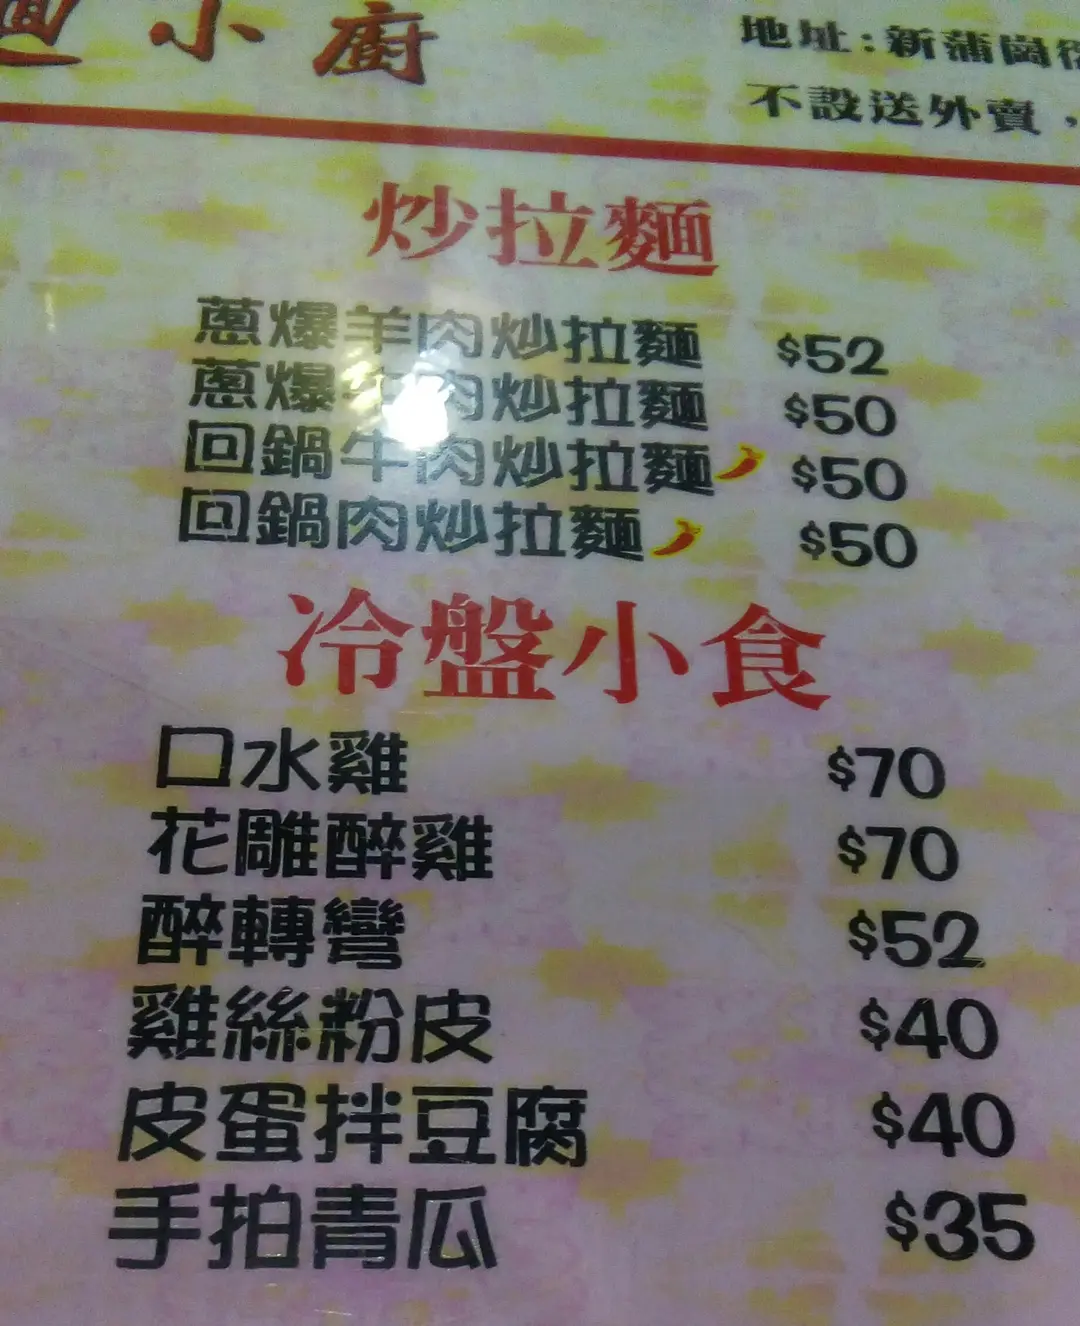 小廚
地址:新蒲崗
不設送外賣,
炒拉麵
蔥爆羊肉炒拉麵 $52
蔥爆牛肉炒拉麵 $50
回鍋牛肉炒拉麵 $50
回鍋肉炒拉麵 $50
冷盤小食
口水雞 $70
花雕醉雞 $70
醉轉彎 $52
雞絲粉皮 $40
皮蛋拌豆腐 $40
手拍青瓜 $35